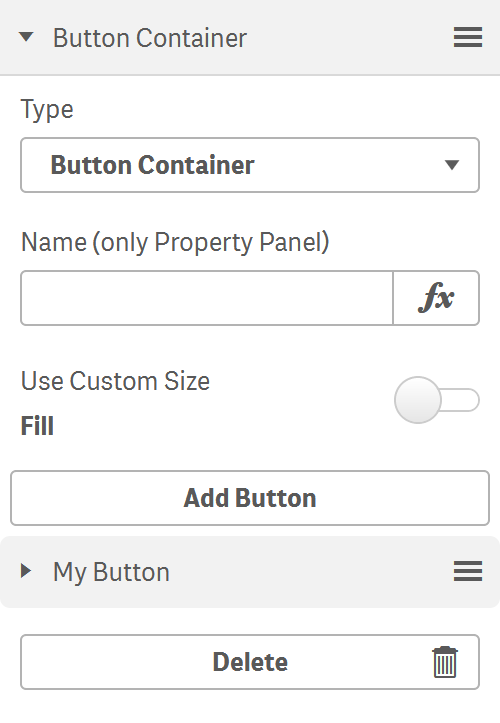 Button Container
Type
Button Container
Name (only Property Panel)
fx
Use Custom Size
Fill
Add Button
My Button
Delete